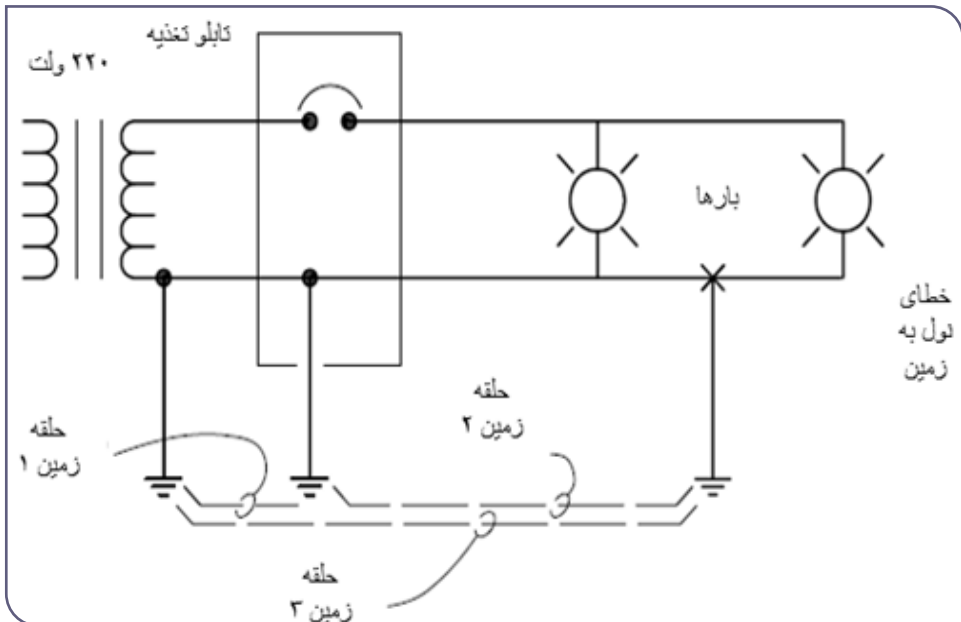 تابلو تغذیه
۲۲۰ ولت
بارها
خطای
نول به
زمین
حلقه
زمین ۲
حلقه
زمین ۱
حلقه
زمین ۳